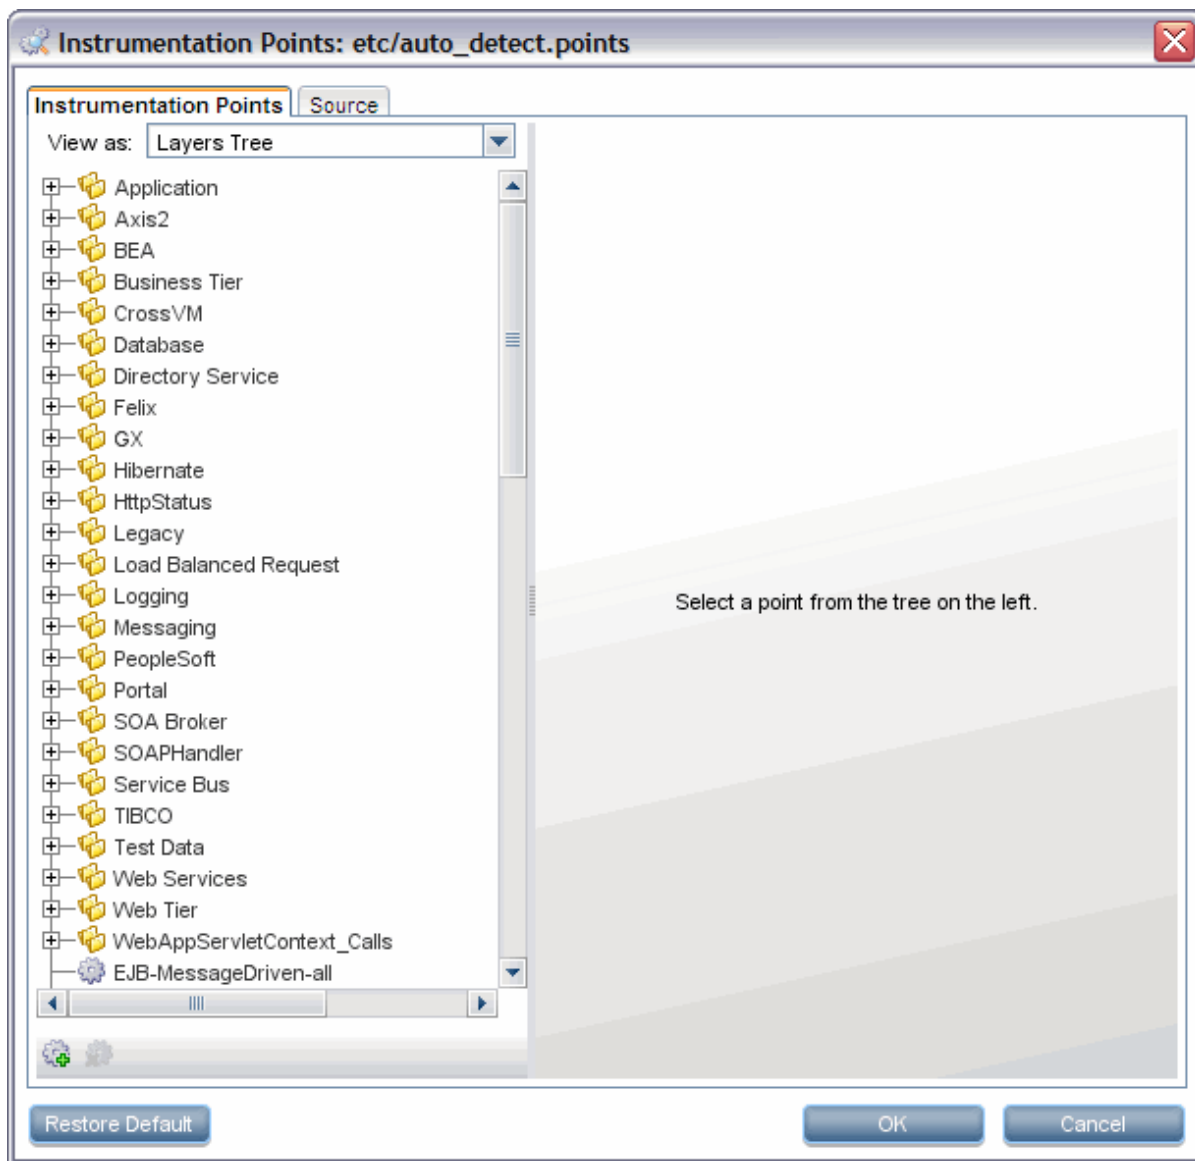 Instrumentation Points: etc/auto_detect.points
Instrumentation Points Source
View as: Layers Tree
Application
Axis2
BEA
Business Tier
CrossVM
Database
Directory Service
Felix
GX
Hibernate
HttpStatus
Legacy
Load Balanced Request
Logging
Messaging
PeopleSoft
Portal
SOA Broker
SOAPHandler
Service Bus
TIBCO
Test Data
Web Services
Web Tier
WebAppServletContext_Calls
EJB-MessageDriven-all
Select a point from the tree on the left.
Restore Default OK Cancel